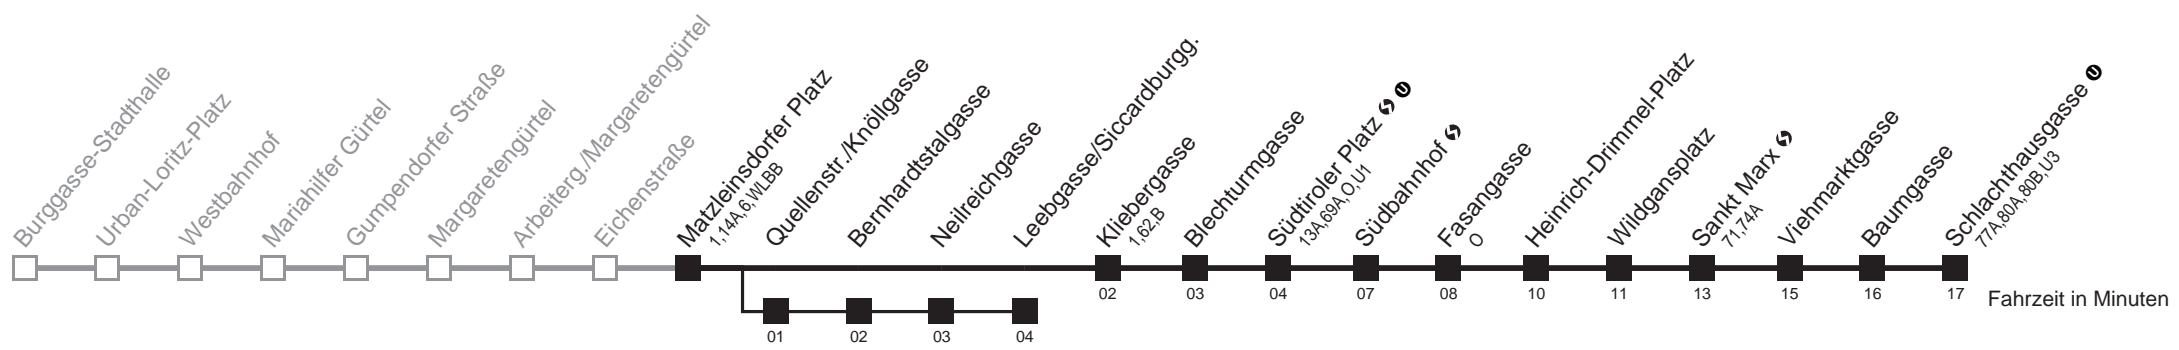 Burggasse-Stadthalle
Urban-Loritz-Platz
Westbahnhof
Mariahilfer Gürtel
Gumpendorfer Straße
Margaretengürtel
Arbeiterg./Margaretengürtel
Eichenstraße
Matzleinsdorfer Platz
1,14A,6,WLBB
Quellenstr./Knöllgasse
Bernhardtstalgasse
Neilreichgasse
Leebgasse/Siccardburgg.
Kliebergasse
1,62,B
Blechturmgasse
Südtiroler Platz S U
13A,69A,O,U1
Südbahnhof S
Fasangasse
O
Heinrich-Drimmel-Platz
Wildgansplatz
Sankt Marx S
71,74A
Viehmarktgasse
Baumgasse
Schlachthausgasse U
77A,80A,80B,U3
02 03 04 07 08 10 11 13 15 16 17
Fahrzeit in Minuten
01 02 03 04